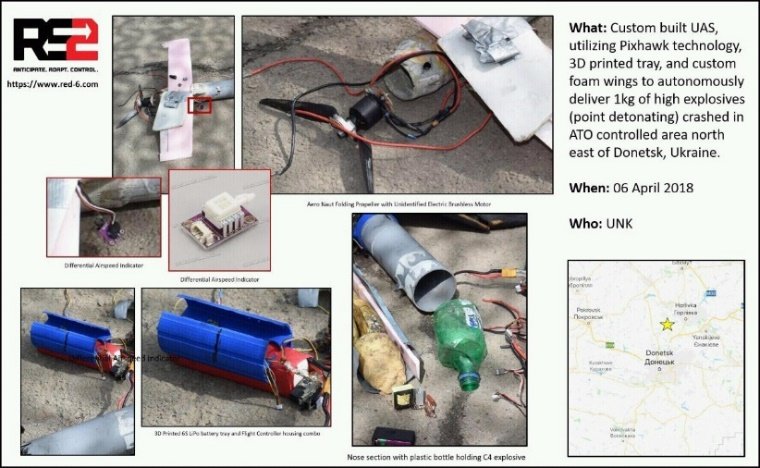 RS2
ANTICIPATE. ADAPT. CONTROL.
https://www.red-6.com
What: Custom built UAS,
utilizing Pixhawk technology,
3D printed tray, and custom
foam wings to autonomously
deliver 1kg of high explosives
(point detonating) crashed in
ATO controlled area north
east of Donetsk, Ukraine.
When: 06 April 2018
Who: UNK
Aero Naut Folding Propeller with Unidentified Electric Brushless Motor
Differential Airspeed Indicator
Differential Airspeed Indicator
Differential Airspeed Indicator
3D Printed 6S LiPo battery tray and Flight Controller housing combo
Nose section with plastic bottle holding C4 explosive
Pokrovsk
Покровськ
Horlivka
Горлівка
Donetsk
Донецьк